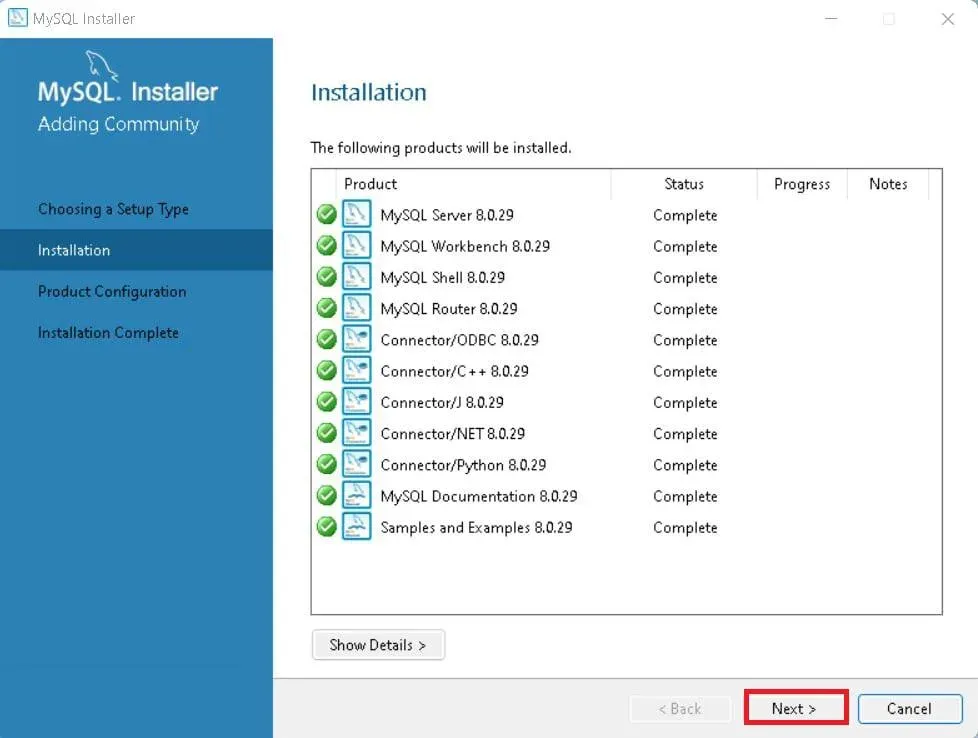 MySQL Installer
MySQL. Installer
Adding Community
Choosing a Setup Type
Installation
Product Configuration
Installation Complete
Installation
The following products will be installed.
Product Status Progress Notes
MySQL Server 8.0.29 Complete
MySQL Workbench 8.0.29 Complete
MySQL Shell 8.0.29 Complete
MySQL Router 8.0.29 Complete
Connector/ODBC 8.0.29 Complete
Connector/C++ 8.0.29 Complete
Connector/J 8.0.29 Complete
Connector/NET 8.0.29 Complete
Connector/Python 8.0.29 Complete
MySQL Documentation 8.0.29 Complete
Samples and Examples 8.0.29 Complete
Show Details >
< Back Next > Cancel